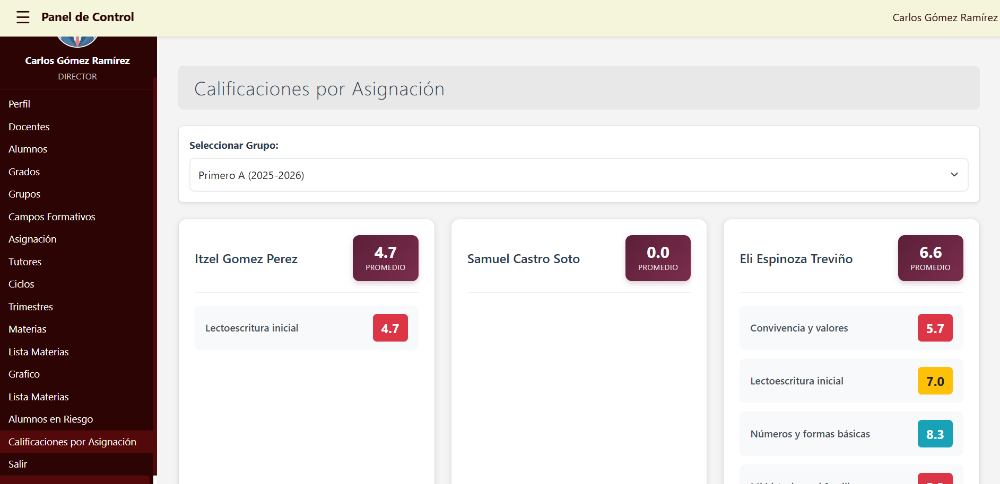 Panel de Control
Carlos Gómez Ramírez
Carlos Gómez Ramírez
DIRECTOR
Perfil
Docentes
Alumnos
Grados
Grupos
Campos Formativos
Asignación
Tutores
Ciclos
Trimestres
Materias
Lista Materias
Grafico
Lista Materias
Alumnos en Riesgo
Calificaciones por Asignación
Salir
Calificaciones por Asignación
Seleccionar Grupo:
Primero A (2025-2026)
Itzel Gomez Perez
4.7
PROMEDIO
Lectoescritura inicial
4.7
Samuel Castro Soto
0.0
PROMEDIO
Eli Espinoza Treviño
6.6
PROMEDIO
Convivencia y valores
5.7
Lectoescritura inicial
7.0
Números y formas básicas
8.3